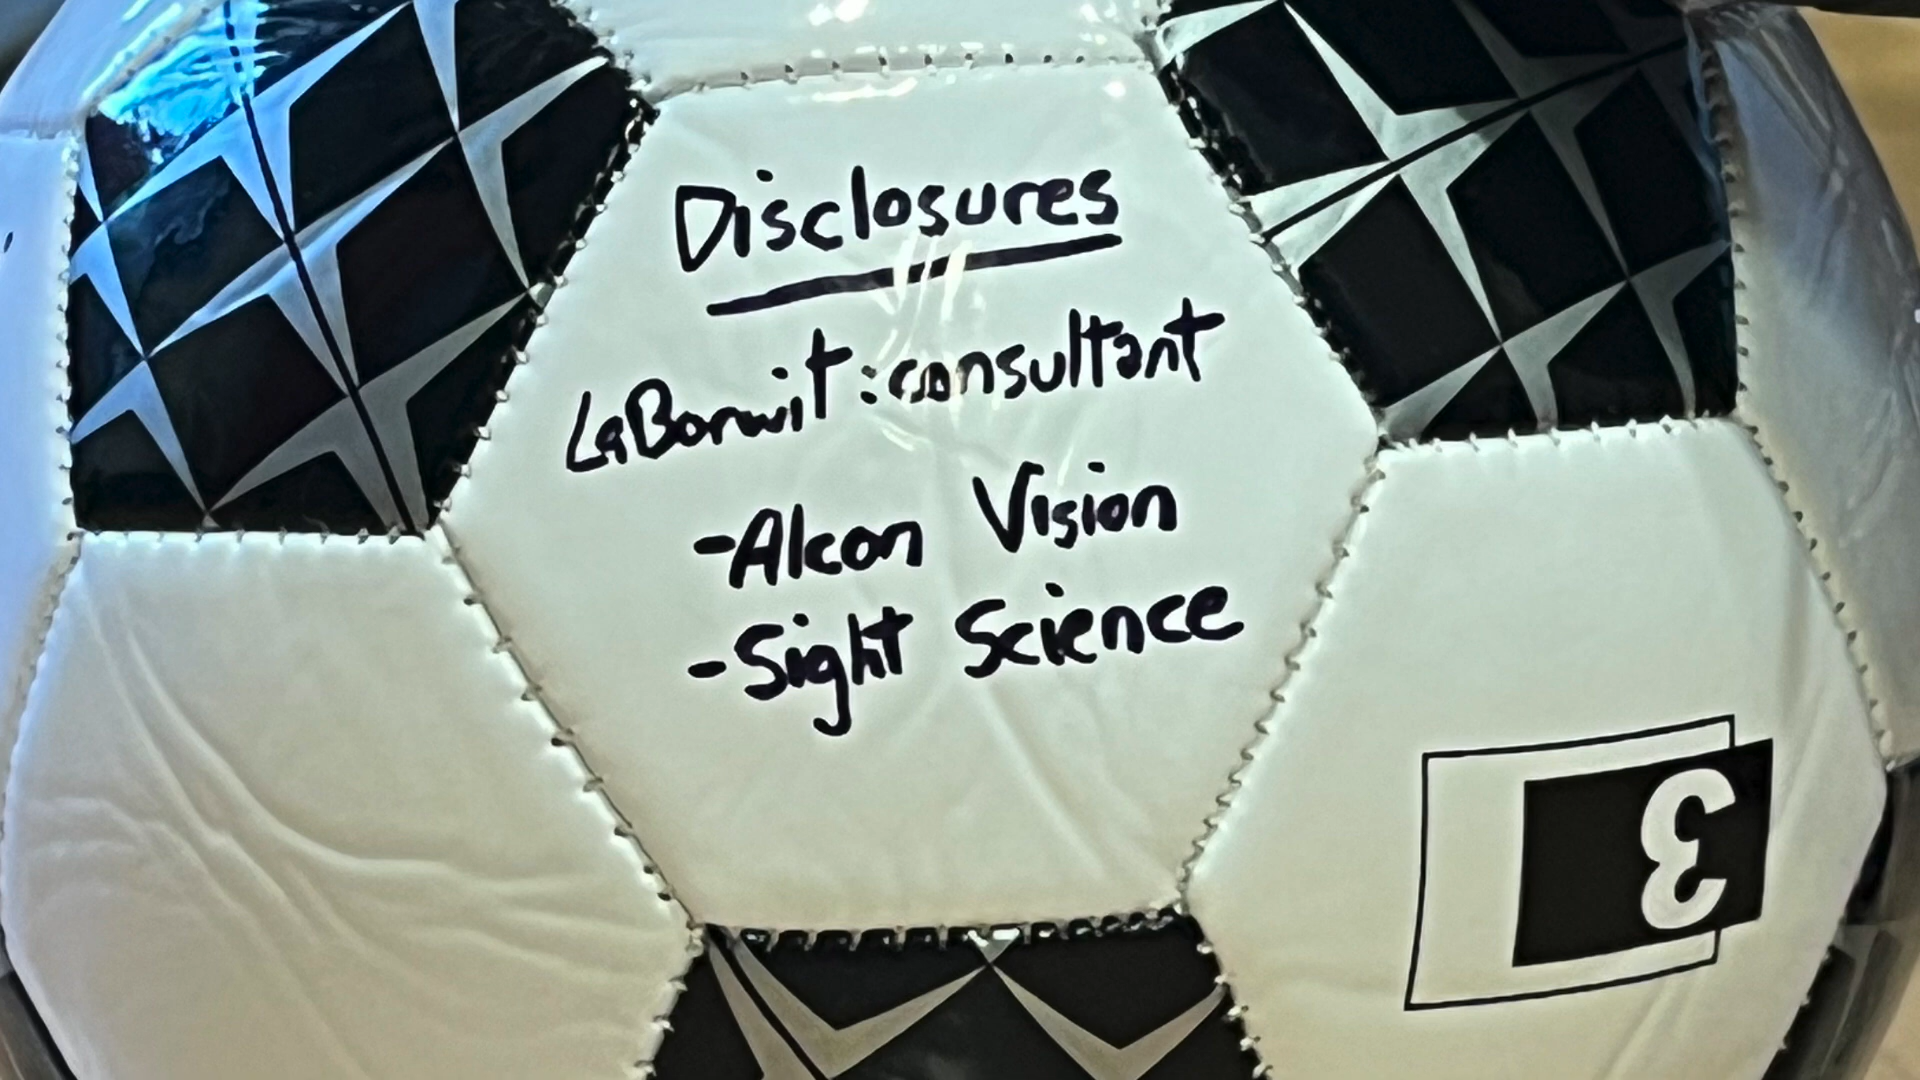 Disclosures
LaBorwit: consultant
-Alcon Vision
-Sight Science
3